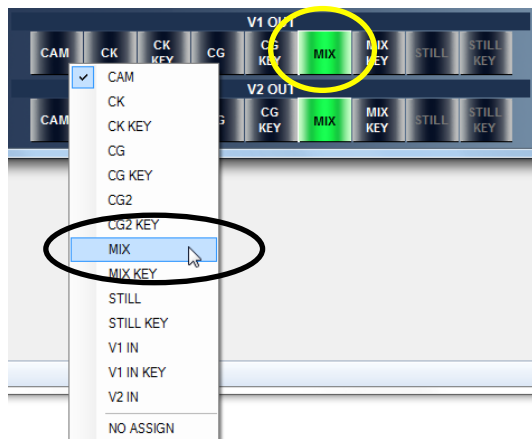 V1 OUT
CAM CK CK KEY CG CG KEY MIX MIX KEY STILL STILL KEY
V2 OUT
CAM CG KEY MIX MIX KEY STILL STILL KEY
CAM
CK
CK KEY
CG
CG KEY
CG2
CG2 KEY
MIX
MIX KEY
STILL
STILL KEY
V1 IN
V1 IN KEY
V2 IN
NO ASSIGN